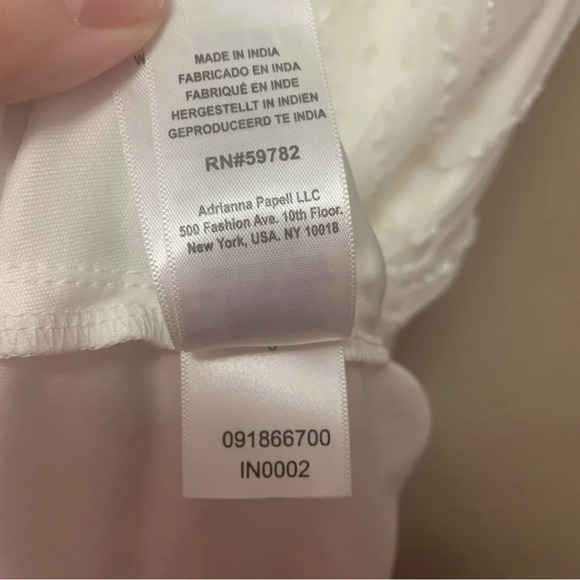 W
MADE IN INDIA
FABRICADO EN INDA
FABRIQUÉ EN INDE
HERGESTELLT IN INDIEN
GEPRODUCEERD TE INDIA
RN#59782
Adrianna Papell LLC
500 Fashion Ave. 10th Floor.
New York, USA. NY 10018
091866700
IN0002